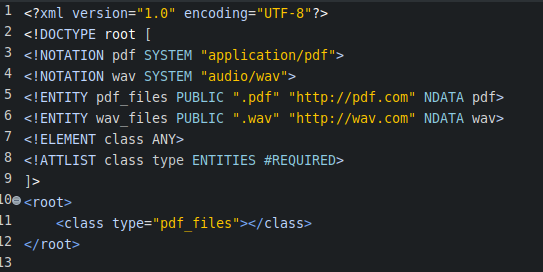 1 <?xml version="1.0" encoding="UTF-8"?>
2 <!DOCTYPE root [
3 <!NOTATION pdf SYSTEM "application/pdf">
4 <!NOTATION wav SYSTEM "audio/wav">
5 <!ENTITY pdf_files PUBLIC ".pdf" "http://pdf.com" NDATA pdf>
6 <!ENTITY wav_files PUBLIC ".wav" "http://wav.com" NDATA wav>
7 <!ELEMENT class ANY>
8 <!ATTLIST class type ENTITIES #REQUIRED>
9 ]>
10 <root>
11     <class type="pdf_files"></class>
12 </root>
13